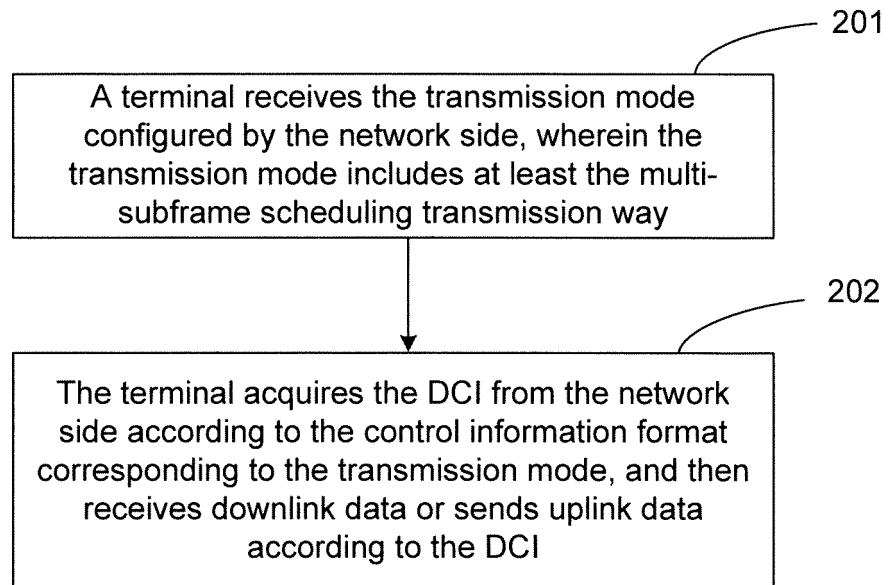 201
A terminal receives the transmission mode
configured by the network side, wherein the
transmission mode includes at least the multi-
subframe scheduling transmission way
202
The terminal acquires the DCI from the network
side according to the control information format
corresponding to the transmission mode, and then
receives downlink data or sends uplink data
according to the DCI